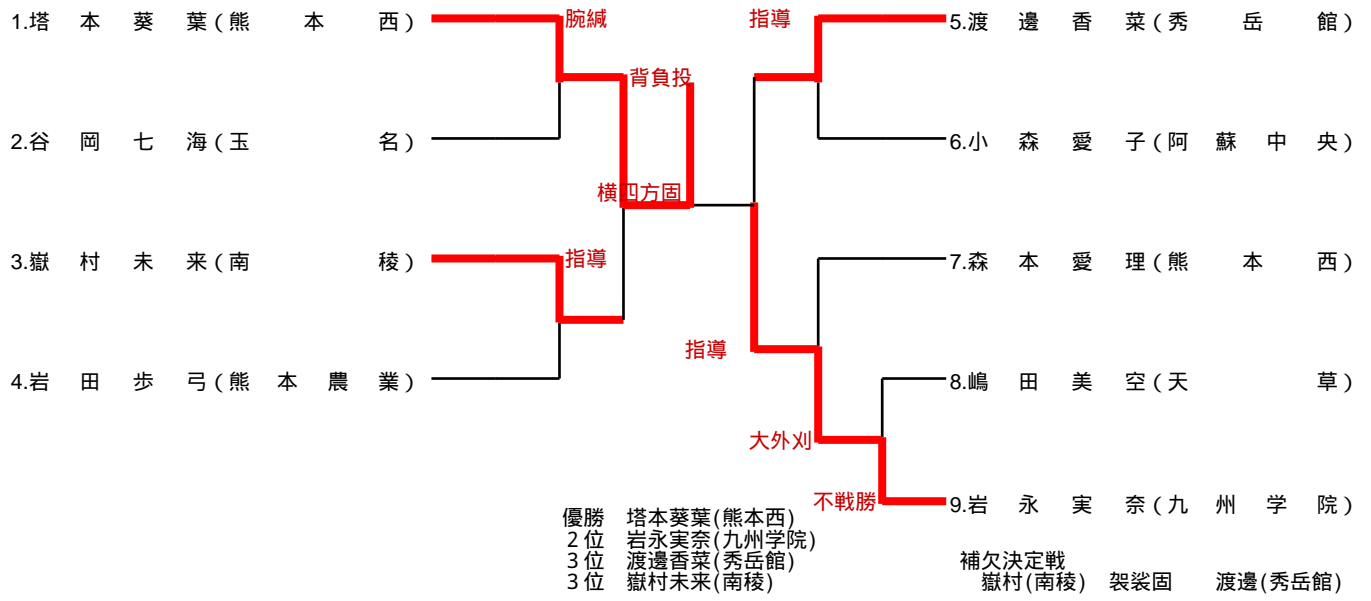 1.塔本葵葉(熊本西) 腕緘 指導 5.渡邊香菜(秀岳館)
背負投
2.谷岡七海(玉名) 6.小森愛子(阿蘇中央)
横四方固
3.嶽村未来(南稜) 指導 7.森本愛理(熊本西)
指導
4.岩田歩弓(熊本農業) 8.嶋田美空(天草)
大外刈
不戦勝 9.岩永実奈(九州学院)
優勝 塔本葵葉(熊本西)
2位 岩永実奈(九州学院)
3位 渡邊香菜(秀岳館) 補欠決定戦
3位 嶽村未来(南稜) 嶽村(南稜) 袈裟固 渡邊(秀岳館)